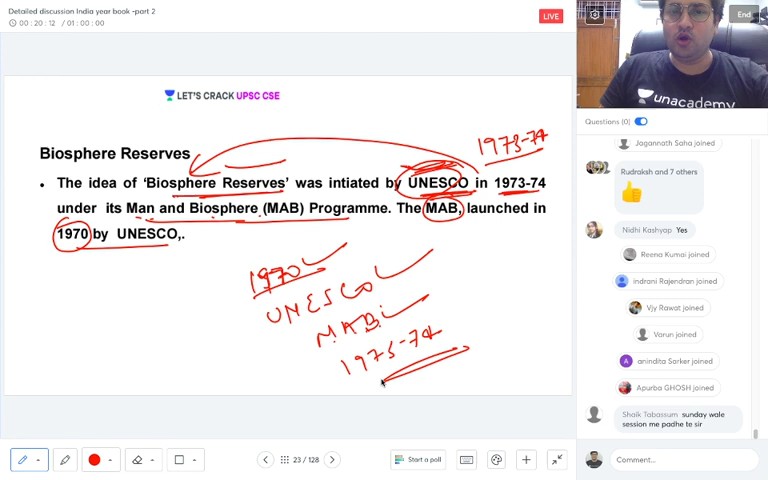 Detailed discussion India year book -part 2
00 : 20 : 12 / 01 : 00 : 00
LIVE
End
LET'S CRACK UPSC CSE
unacademy
Questions (0)
1973-74
Biosphere Reserves
• The idea of 'Biosphere Reserves' was intiated by UNESCO in 1973-74
under its Man and Biosphere (MAB) Programme. The MAB, launched in
1970 by UNESCO,.
1970
UNESCO
MAB
1973-74
Jagannath Saha joined
Rudraksh and 7 others
Nidhi Kashyap Yes
Reena Kumai joined
indrani Rajendran joined
Vjy Rawat joined
Varun joined
A anindita Sarker joined
Apurba GHOSH joined
Shaik Tabassum sunday wale
session me padhe te sir
23 / 128
Start a poll
Comment...